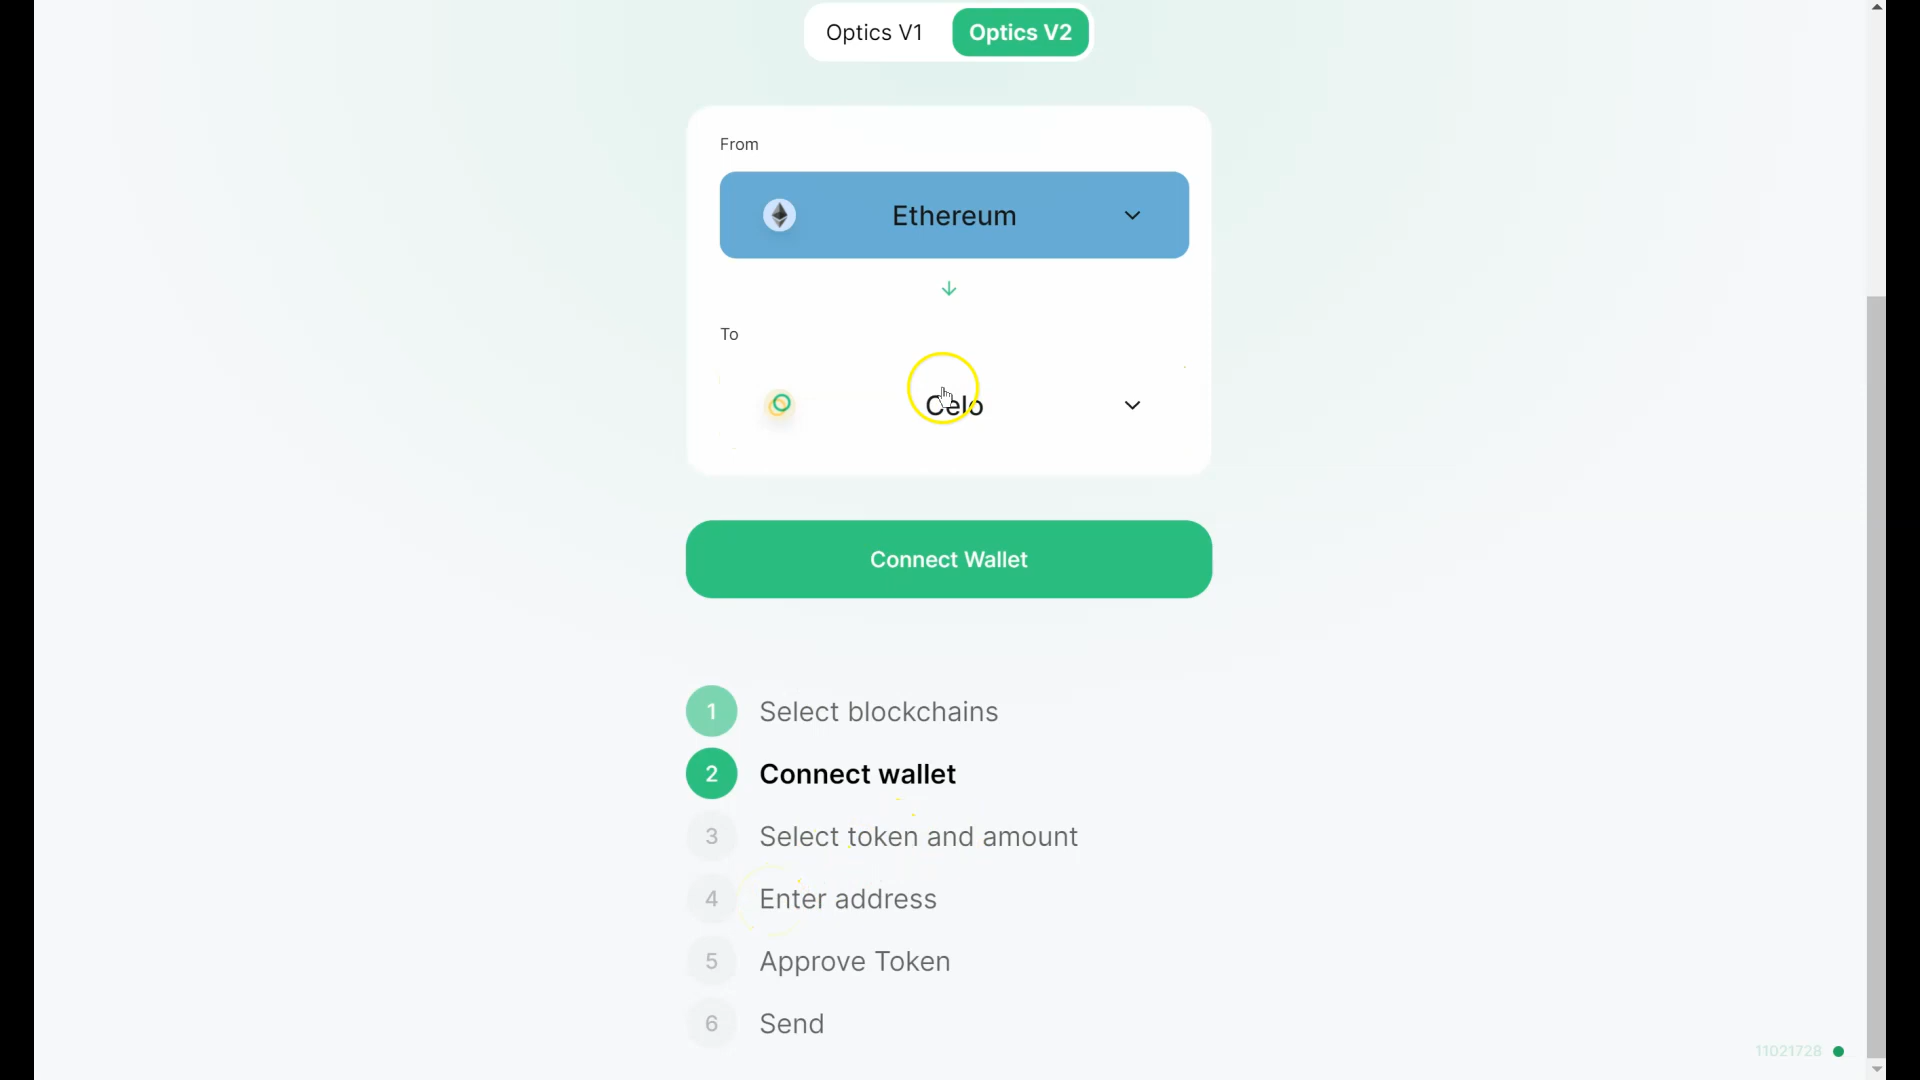 Optics V1
Optics V2
From
Ethereum
To
Celo
Connect Wallet
1 Select blockchains
2 Connect wallet
3 Select token and amount
4 Enter address
5 Approve Token
6 Send
11021728